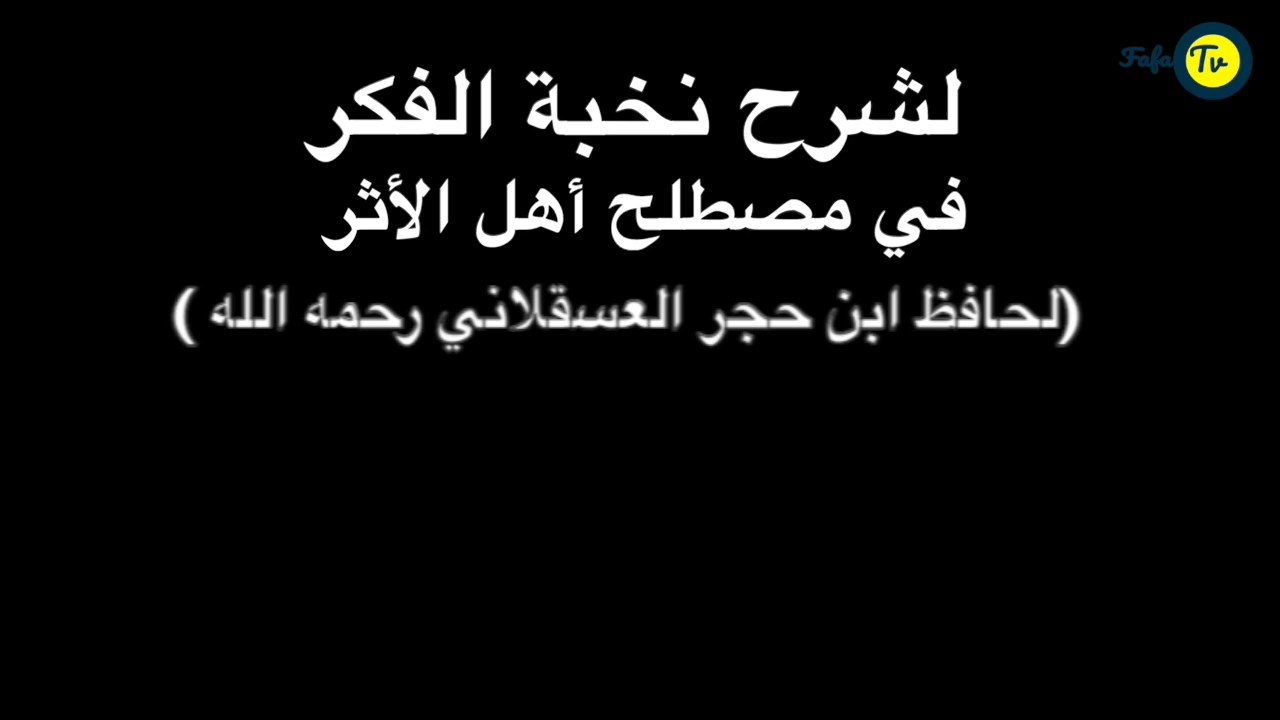 لشرح نخبة الفكر
في مصطلح أهل الأثر
(لحافظ ابن حجر العسقلاني رحمه الله )
Tv